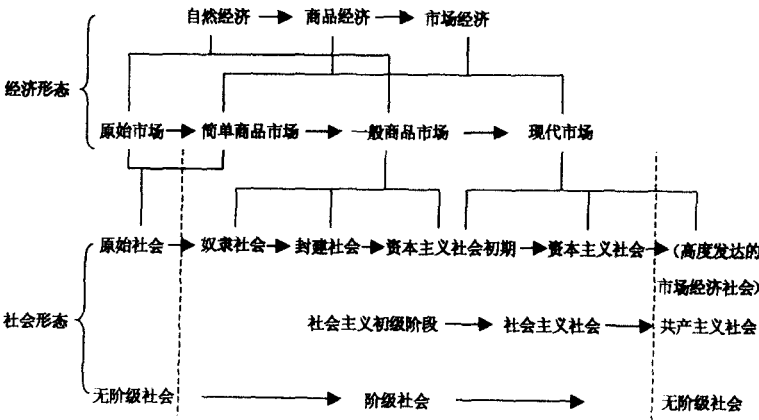 自然经济 商品经济 市场经济
经济形态
原始市场 简单商品市场 一般商品市场 现代市场
原始社会 奴隶社会 封建社会 资本主义社会初期 资本主义社会 (高度发达的
市场经济社会)
社会形态 社会主义初级阶段 社会主义社会 共产主义社会
无阶级社会 阶级社会 无阶级社会